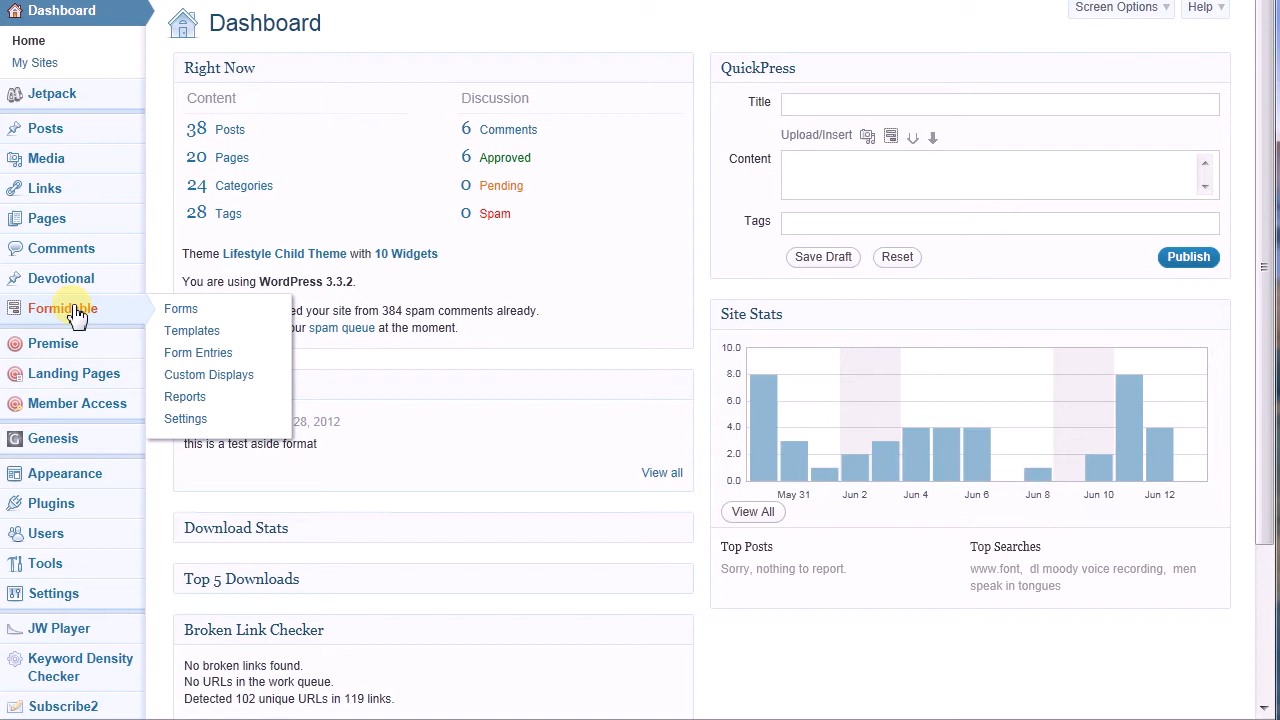 Dashboard
Home
My Sites
Jetpack
Posts
Media
Links
Pages
Comments
Devotional
Formidable
Premise
Landing Pages
Member Access
Genesis
Appearance
Plugins
Users
Tools
Settings
JW Player
Keyword Density
Checker
Subscribe2
Forms
Templates
Form Entries
Custom Displays
Reports
Settings
Dashboard
Screen Options
Help
Right Now
Content
Discussion
38 Posts
6 Comments
20 Pages
6 Approved
24 Categories
0 Pending
28 Tags
0 Spam
Theme Lifestyle Child Theme with 10 Widgets
You are using WordPress 3.3.2.
your site from 384 spam comments already.
spam queue at the moment.
28, 2012
this is a test aside format
View all
Download Stats
Top 5 Downloads
Broken Link Checker
No broken links found.
No URLs in the work queue.
Detected 102 unique URLs in 119 links.
QuickPress
Title
Upload/Insert
Content
Tags
Save Draft
Reset
Publish
Site Stats
10.0
8.0
6.0
4.0
2.0
0.0
May 31 Jun 2 Jun 4 Jun 6 Jun 8 Jun 10 Jun 12
View All
Top Posts
Sorry, nothing to report.
Top Searches
www.font, dl moody voice recording, men
speak in tongues